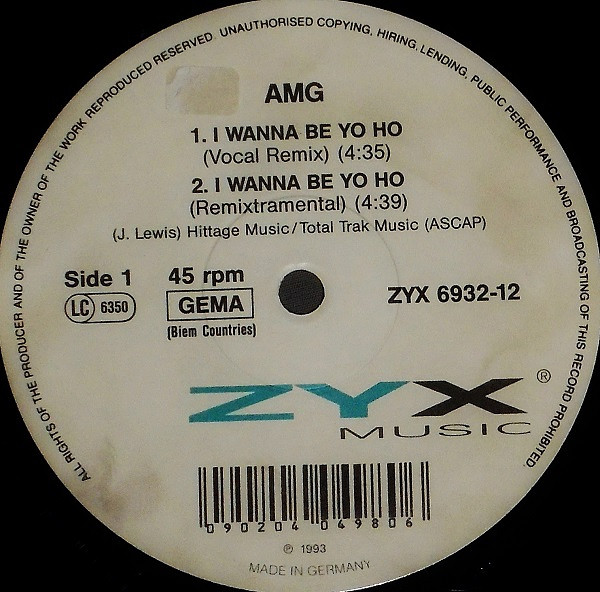 ALL RIGHTS OF THE PRODUCER AND OF THE OWNER OF THE WORK REPRODUCED RESERVED. UNAUTHORISED COPYING, HIRING, LENDING, PUBLIC PERFORMANCE AND BROADCASTING OF THIS RECORD PROHIBITED.
AMG
1. I WANNA BE YO HO
(Vocal Remix) (4:35)
2. I WANNA BE YO HO
(Remixtramental) (4:39)
(J. Lewis) Hittage Music/Total Trak Music (ASCAP)
Side 1 45 rpm
LC 6350 GEMA ZYX 6932-12
(Biem Countries)
ZYX ®
MUSIC
090204 049806
℗ 1993
MADE IN GERMANY